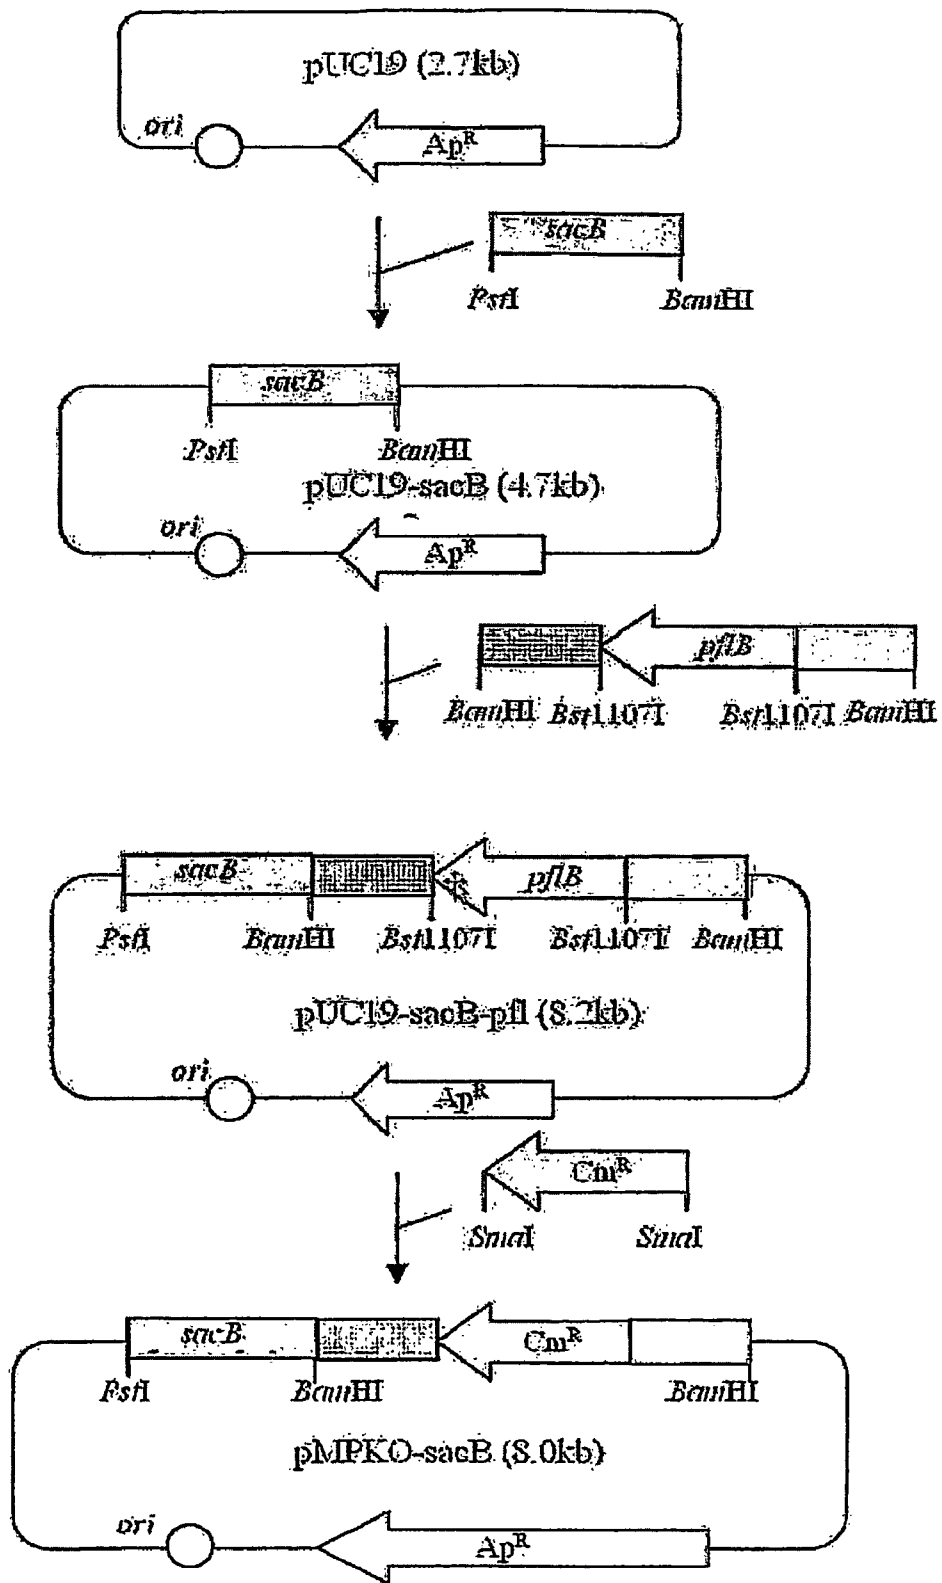 pUC19 (2.7kb)
ori
Ap^R
sacB
PstI BamHI
sacB
PstI BamHI
pUC19-sacB (4.7kb)
ori
Ap^R
pflB
BamHI Bst1107I Bst1107I BamHI
sacB pflB
PstI BamHI Bst1107I Bst1107I BamHI
pUC19-sacB-pfl (8.2kb)
ori
Ap^R
Cm^R
SmaI SmaI
sacB Cm^R
PstI BamHI BamHI
pMPKO-sacB (8.0kb)
ori
Ap^R